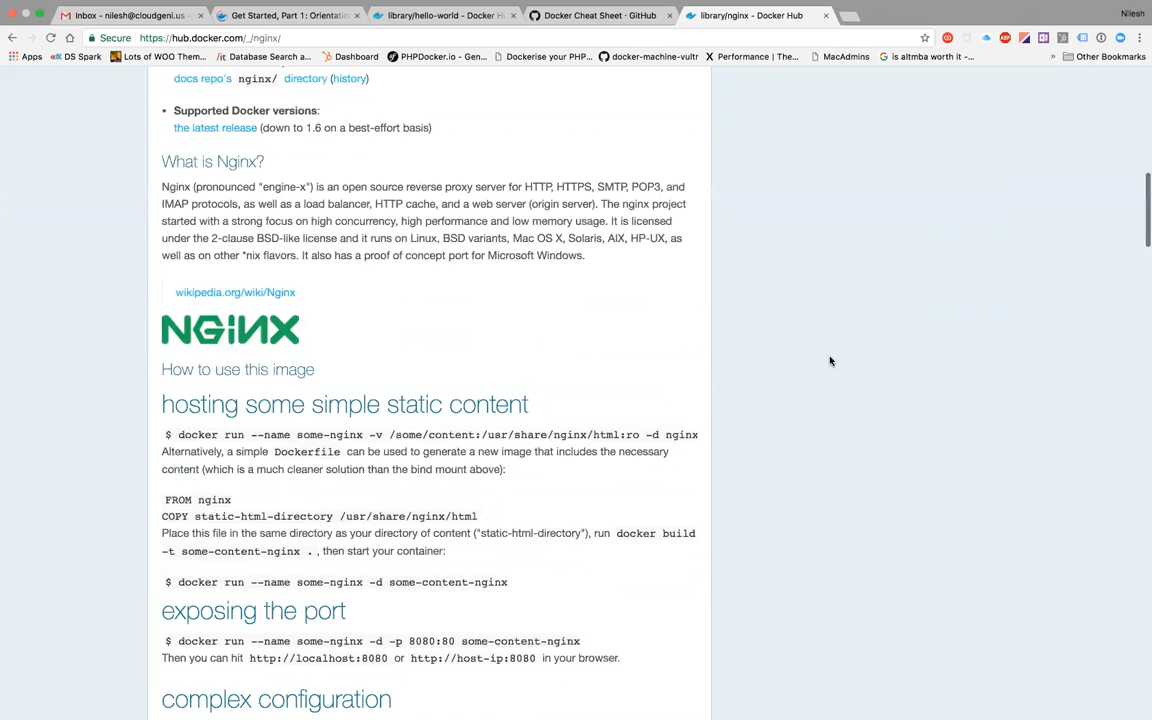 Inbox - nilesh@cloudgeni.us - Get Started, Part 1: Orientatio library/hello-world - Docker H Docker Cheat Sheet · GitHub library/nginx - Docker Hub Nilesh
Secure https://hub.docker.com/_/nginx/
Apps DS Spark Lots of WOO Them... Database Search a... Dashboard PHPDocker.io - Gen... Dockerise your PHP... docker-machine-vultr Performance | The... MacAdmins is altmba worth it -... » Other Bookmarks
docs repo's nginx/ directory (history)
• Supported Docker versions:
the latest release (down to 1.6 on a best-effort basis)
What is Nginx?
Nginx (pronounced "engine-x") is an open source reverse proxy server for HTTP, HTTPS, SMTP, POP3, and
IMAP protocols, as well as a load balancer, HTTP cache, and a web server (origin server). The nginx project
started with a strong focus on high concurrency, high performance and low memory usage. It is licensed
under the 2-clause BSD-like license and it runs on Linux, BSD variants, Mac OS X, Solaris, AIX, HP-UX, as
well as on other *nix flavors. It also has a proof of concept port for Microsoft Windows.
wikipedia.org/wiki/Nginx
NGINX
How to use this image
hosting some simple static content
$ docker run --name some-nginx -v /some/content:/usr/share/nginx/html:ro -d nginx
Alternatively, a simple Dockerfile can be used to generate a new image that includes the necessary
content (which is a much cleaner solution than the bind mount above):
FROM nginx
COPY static-html-directory /usr/share/nginx/html
Place this file in the same directory as your directory of content ("static-html-directory"), run docker build
-t some-content-nginx . , then start your container:
$ docker run --name some-nginx -d some-content-nginx
exposing the port
$ docker run --name some-nginx -d -p 8080:80 some-content-nginx
Then you can hit http://localhost:8080 or http://host-ip:8080 in your browser.
complex configuration